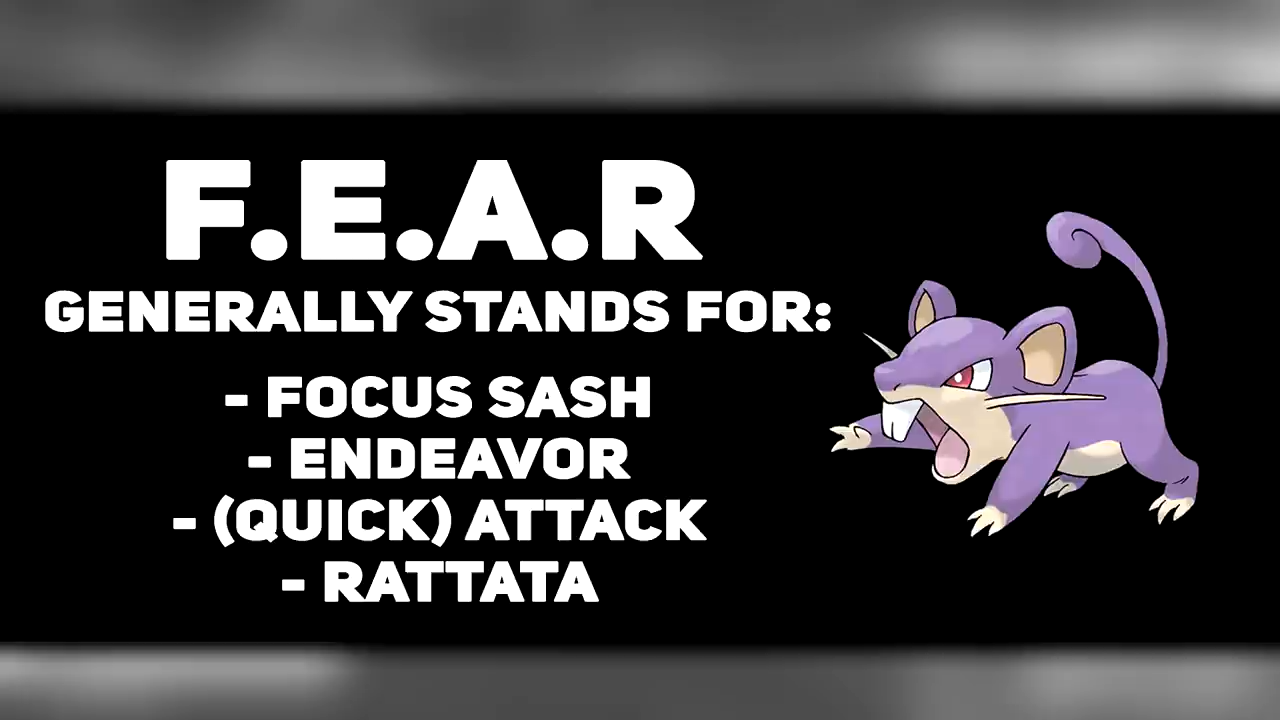 F.E.A.R
GENERALLY STANDS FOR:
- FOCUS SASH
- ENDEAVOR
- (QUICK) ATTACK
- RATTATA